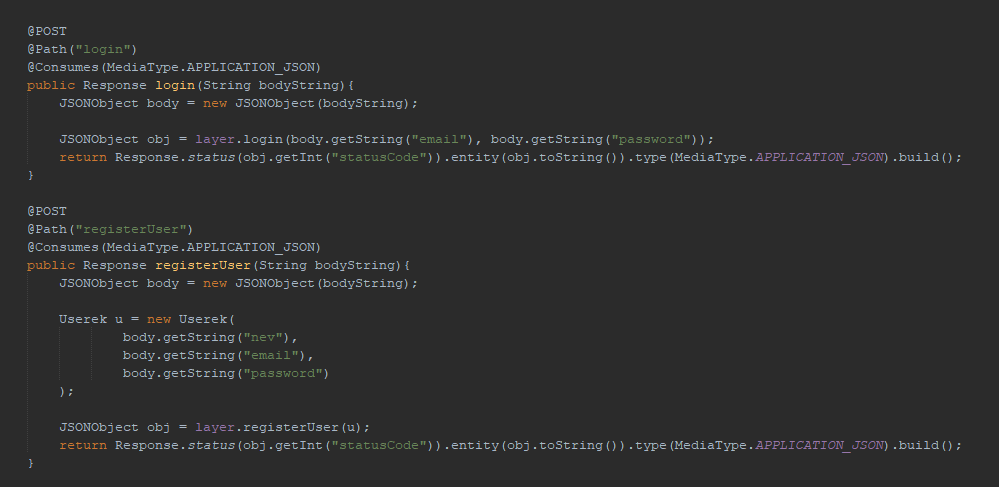 @POST
@Path("login")
@Consumes(MediaType.APPLICATION_JSON)
public Response login(String bodyString){
    JSONObject body = new JSONObject(bodyString);

    JSONObject obj = layer.login(body.getString("email"), body.getString("password"));
    return Response.status(obj.getInt("statusCode")).entity(obj.toString()).type(MediaType.APPLICATION_JSON).build();
}

@POST
@Path("registerUser")
@Consumes(MediaType.APPLICATION_JSON)
public Response registerUser(String bodyString){
    JSONObject body = new JSONObject(bodyString);

    Userek u = new Userek(
            body.getString("nev"),
            body.getString("email"),
            body.getString("password")
    );

    JSONObject obj = layer.registerUser(u);
    return Response.status(obj.getInt("statusCode")).entity(obj.toString()).type(MediaType.APPLICATION_JSON).build();
}